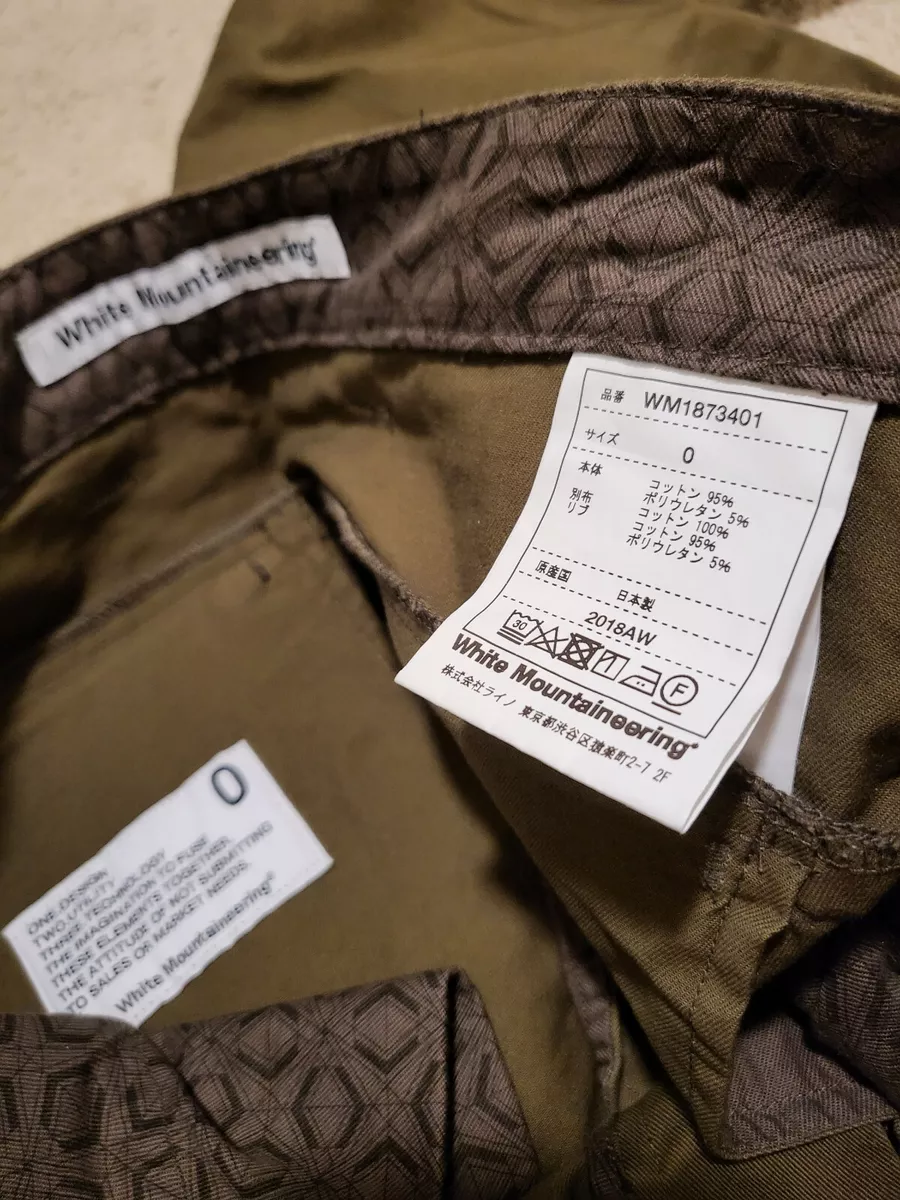 White Mountaineering
品番 WM1873401
サイズ 0
本体 コットン 95%
ポリウレタン 5%
別布 コットン 100%
リブ コットン 95%
ポリウレタン 5%
原産国 日本製
2018AW
30
F
White Mountaineering®
株式会社ライノ 東京都渋谷区猿楽町2-7 2F
0
ONE:DESIGN
TWO:UTILITY
THREE:TECHNOLOGY
THE IMAGINATION TO FUSE
THESE ELEMENTS TOGETHER.
THE ATTITUDE OF NOT SUBMITTING
TO SALES OR MARKET NEEDS.
White Mountaineering®